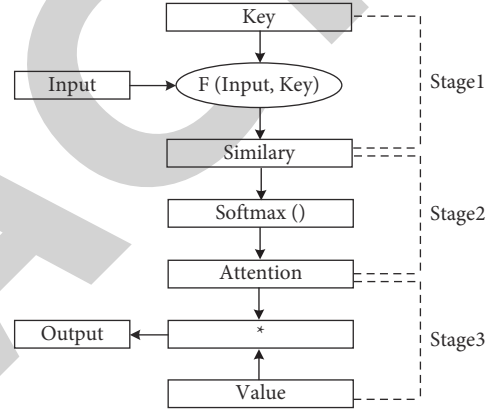 Key
Stage1
Input
F (Input, Key)
Similary
Stage2
Softmax ()
Attention
Output
*
Stage3
Value